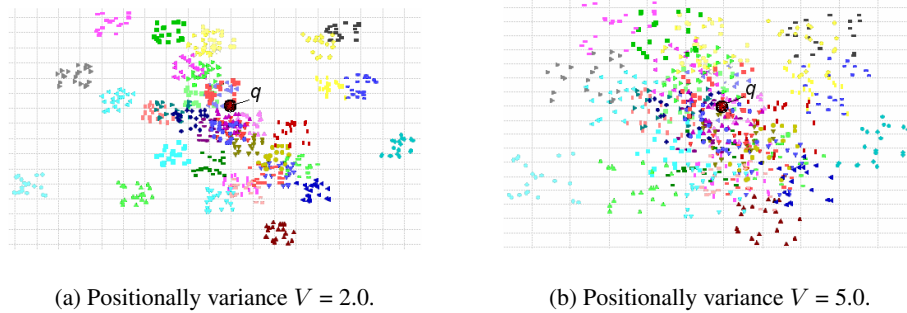 q
q
(a) Positionally variance V = 2.0.
(b) Positionally variance V = 5.0.